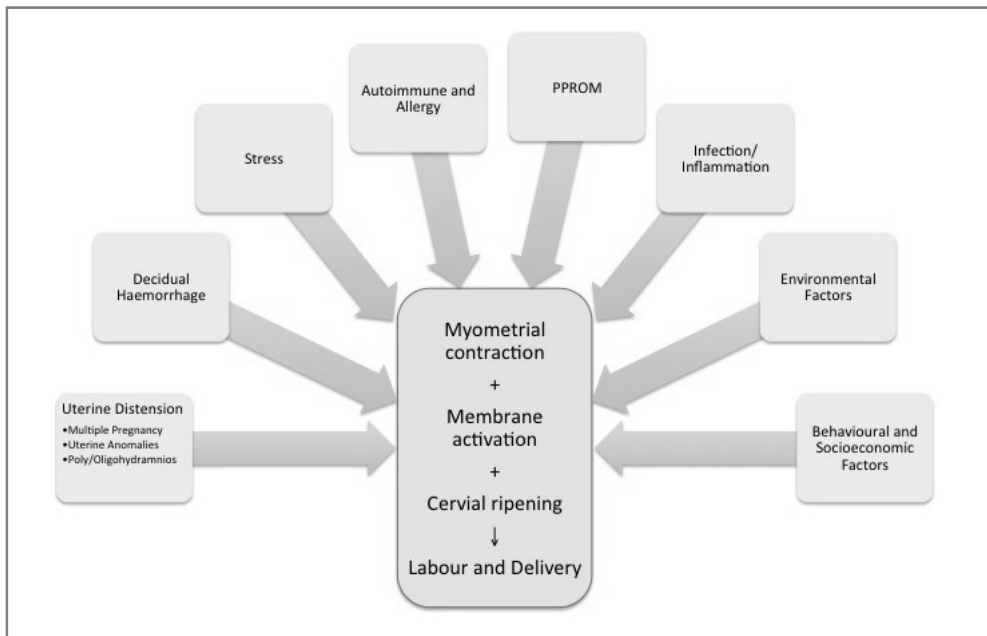 Uterine Distension
•Multiple Pregnancy
•Uterine Anomalies
•Poly/Oligohydramnios
Decidual
Haemorrhage
Stress
Autoimmune and
Allergy
PPROM
Infection/
Inflammation
Environmental
Factors
Behavioural and
Socioeconomic
Factors
Myometrial
contraction
+
Membrane
activation
+
Cervial ripening
↓
Labour and Delivery